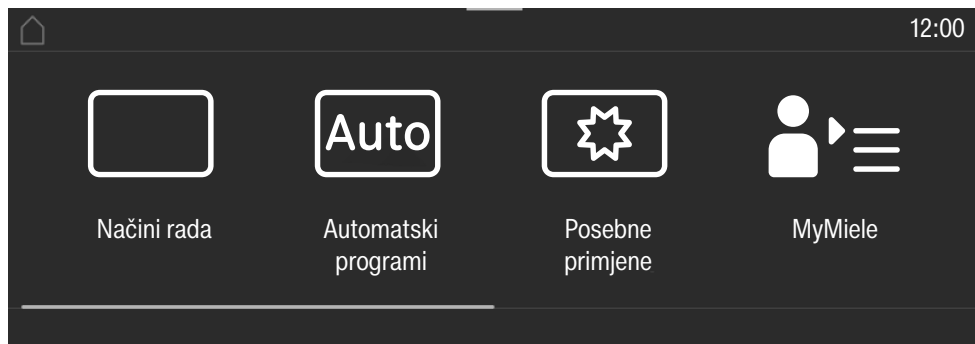 12:00
Auto
Načini rada
Automatski
programi
Posebne
primjene
MyMiele